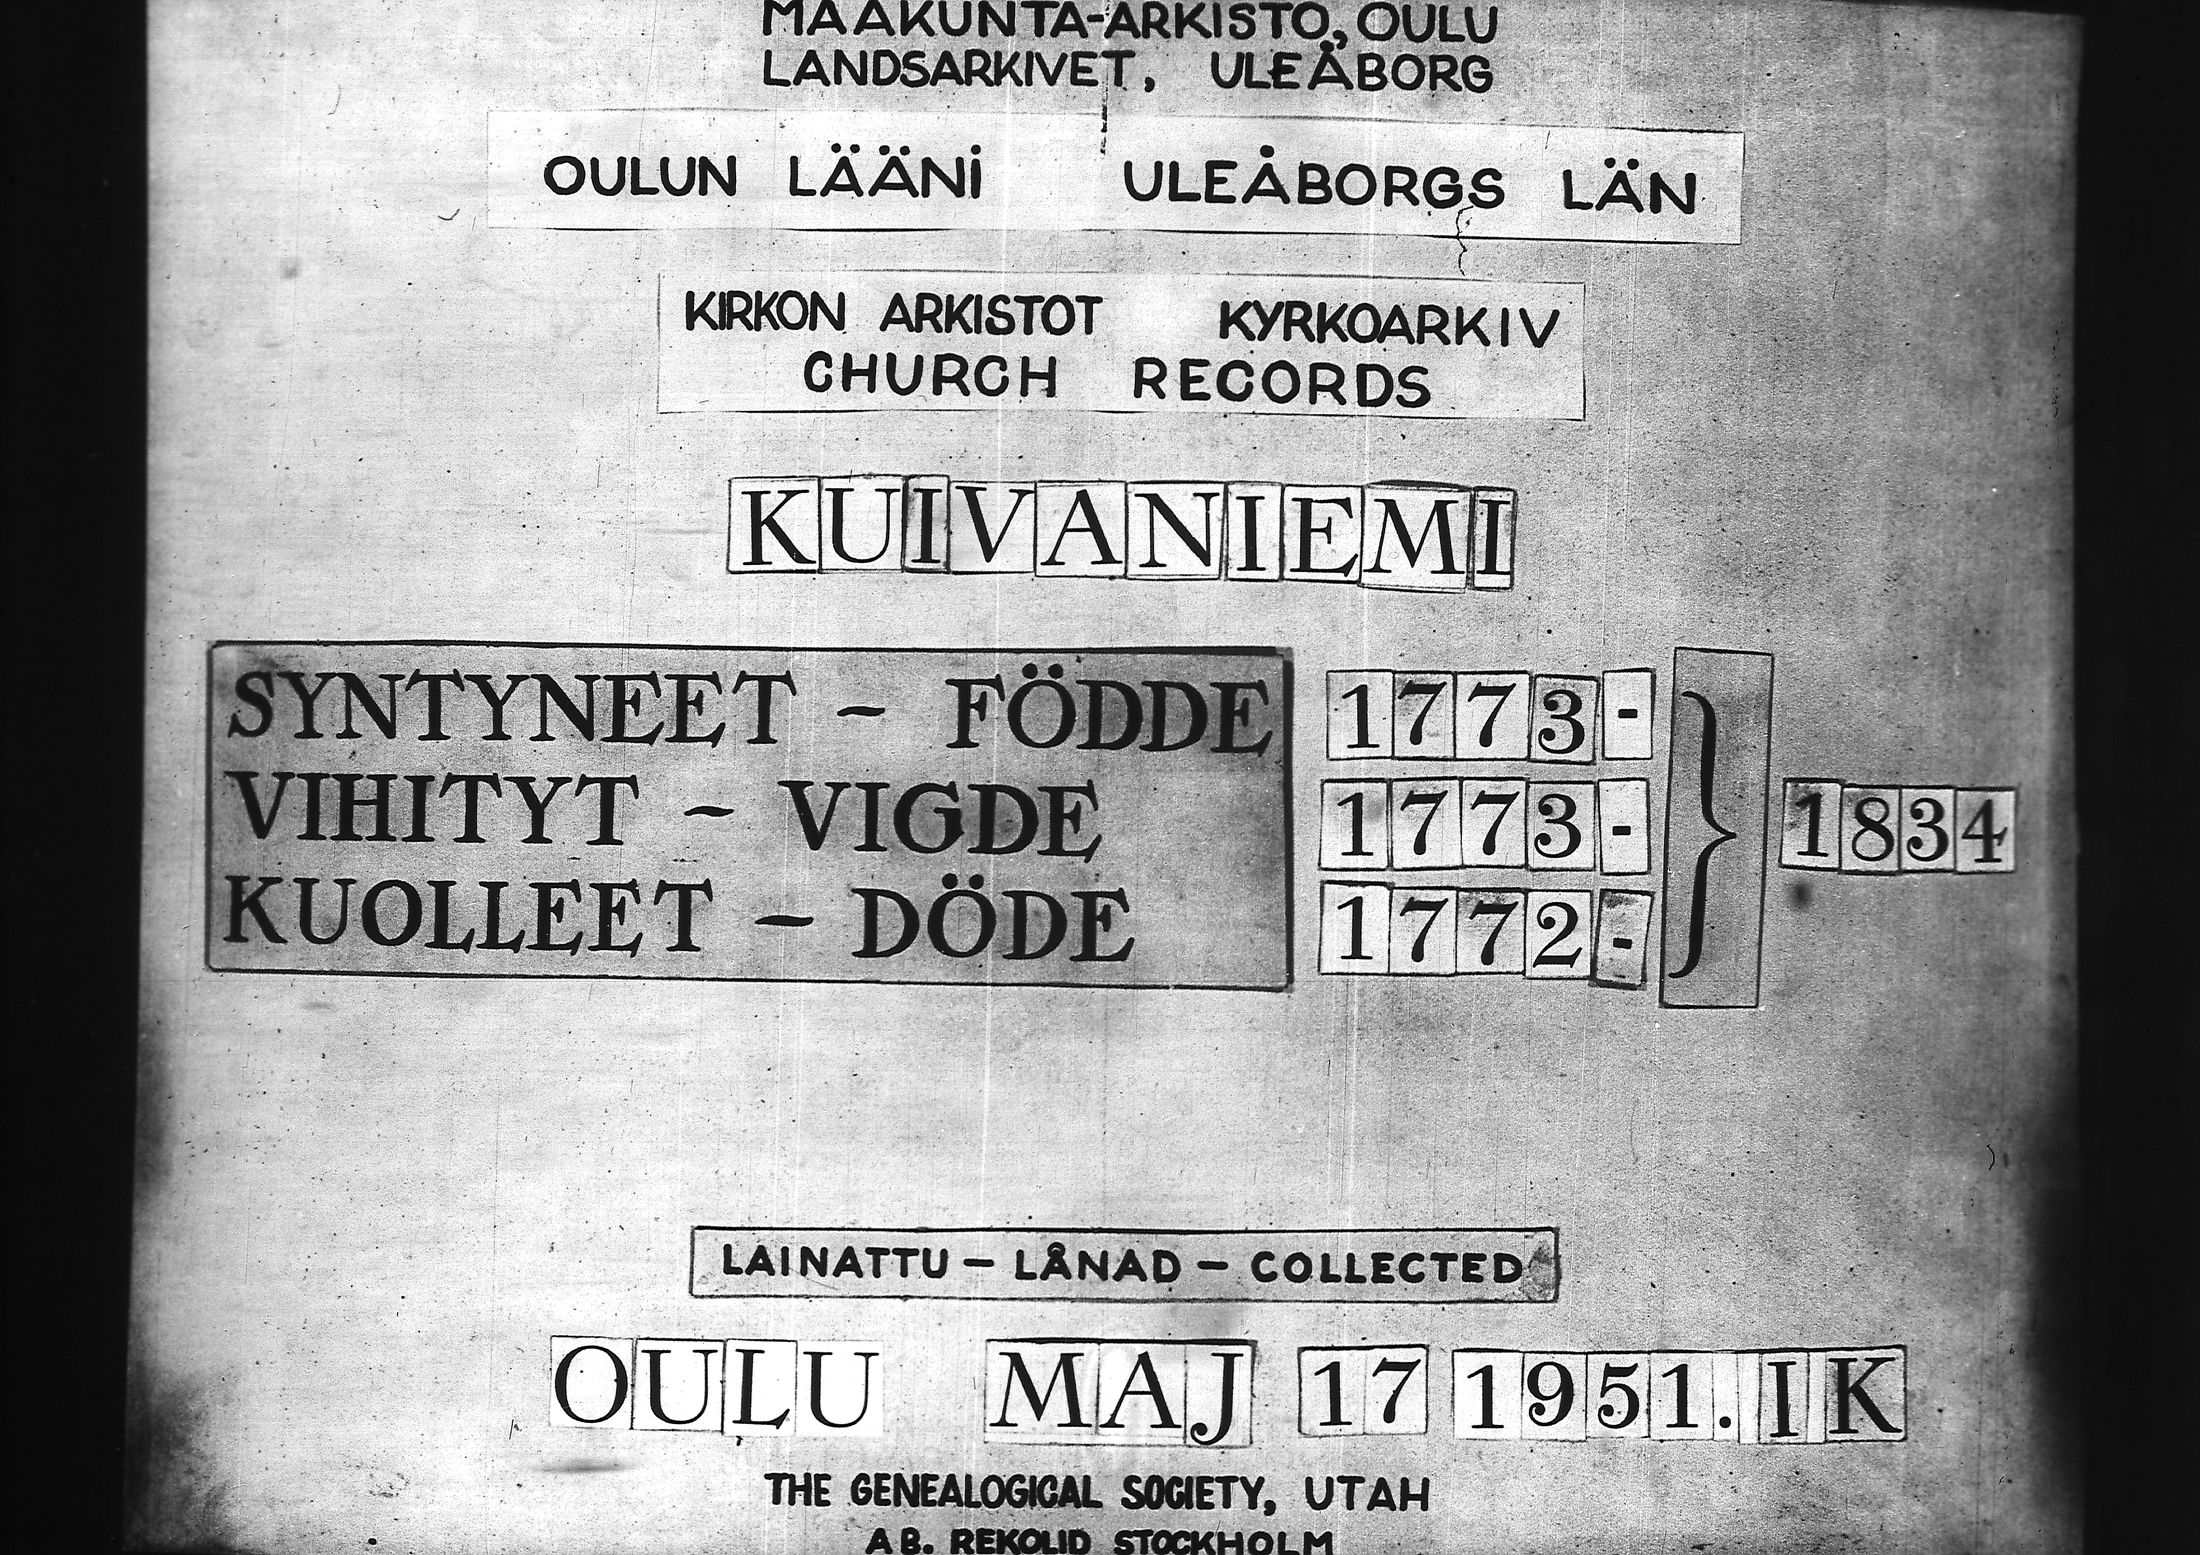 MAAKUNTA-ARKISTO, OULU
LANDSARKIVET, ULEÅBORG
OULUN LÄÄNI ULEÅBORGS LÄN
KIRKON ARKISTOT KYRKOARKIV
CHURCH RECORDS
KUIVANIEMI
SYNTYNEET - FÖDDE 1773-
VIHITYT - VIGDE 1773- } 1834
KUOLLEET - DÖDE 1772-
LAINATTU - LÅNAD - COLLECTED
OULU MAJ 17 1951. IK
THE GENEALOGICAL SOCIETY, UTAH
AB. REKOLID STOCKHOLM